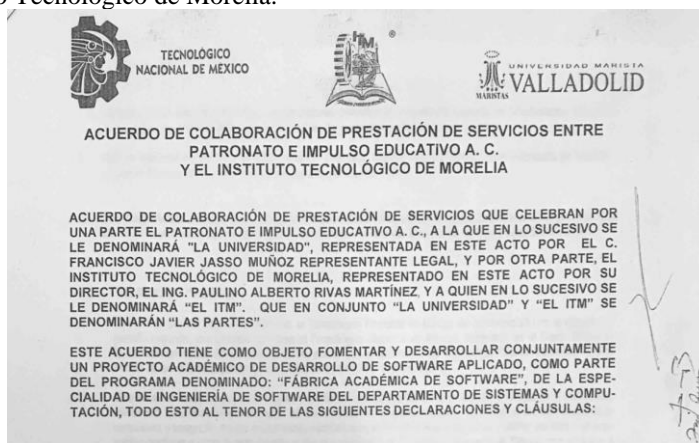 Tecnológico de Morelia.
TECNOLÓGICO
NACIONAL DE MÉXICO
ITM
®
UNIVERSIDAD MARISTA
VALLADOLID
MARISTAS
ACUERDO DE COLABORACIÓN DE PRESTACIÓN DE SERVICIOS ENTRE
PATRONATO E IMPULSO EDUCATIVO A. C.
Y EL INSTITUTO TECNOLÓGICO DE MORELIA
ACUERDO DE COLABORACIÓN DE PRESTACIÓN DE SERVICIOS QUE CELEBRAN POR
UNA PARTE EL PATRONATO E IMPULSO EDUCATIVO A. C., A LA QUE EN LO SUCESIVO SE
LE DENOMINARÁ "LA UNIVERSIDAD", REPRESENTADA EN ESTE ACTO POR EL C.
FRANCISCO JAVIER JASSO MUÑOZ REPRESENTANTE LEGAL, Y POR OTRA PARTE, EL
INSTITUTO TECNOLÓGICO DE MORELIA, REPRESENTADO EN ESTE ACTO POR SU
DIRECTOR, EL ING. PAULINO ALBERTO RIVAS MARTÍNEZ, Y A QUIEN EN LO SUCESIVO SE
LE DENOMINARÁ “EL ITM”. QUE EN CONJUNTO “LA UNIVERSIDAD” Y “EL ITM” SE
DENOMINARÁN “LAS PARTES”.
ESTE ACUERDO TIENE COMO OBJETO FOMENTAR Y DESARROLLAR CONJUNTAMENTE
UN PROYECTO ACADÉMICO DE DESARROLLO DE SOFTWARE APLICADO, COMO PARTE
DEL PROGRAMA DENOMINADO: “FÁBRICA ACADÉMICA DE SOFTWARE”, DE LA ESPE-
CIALIDAD DE INGENIERÍA DE SOFTWARE DEL DEPARTAMENTO DE SISTEMAS Y COMPU-
TACIÓN, TODO ESTO AL TENOR DE LAS SIGUIENTES DECLARACIONES Y CLÁUSULAS: